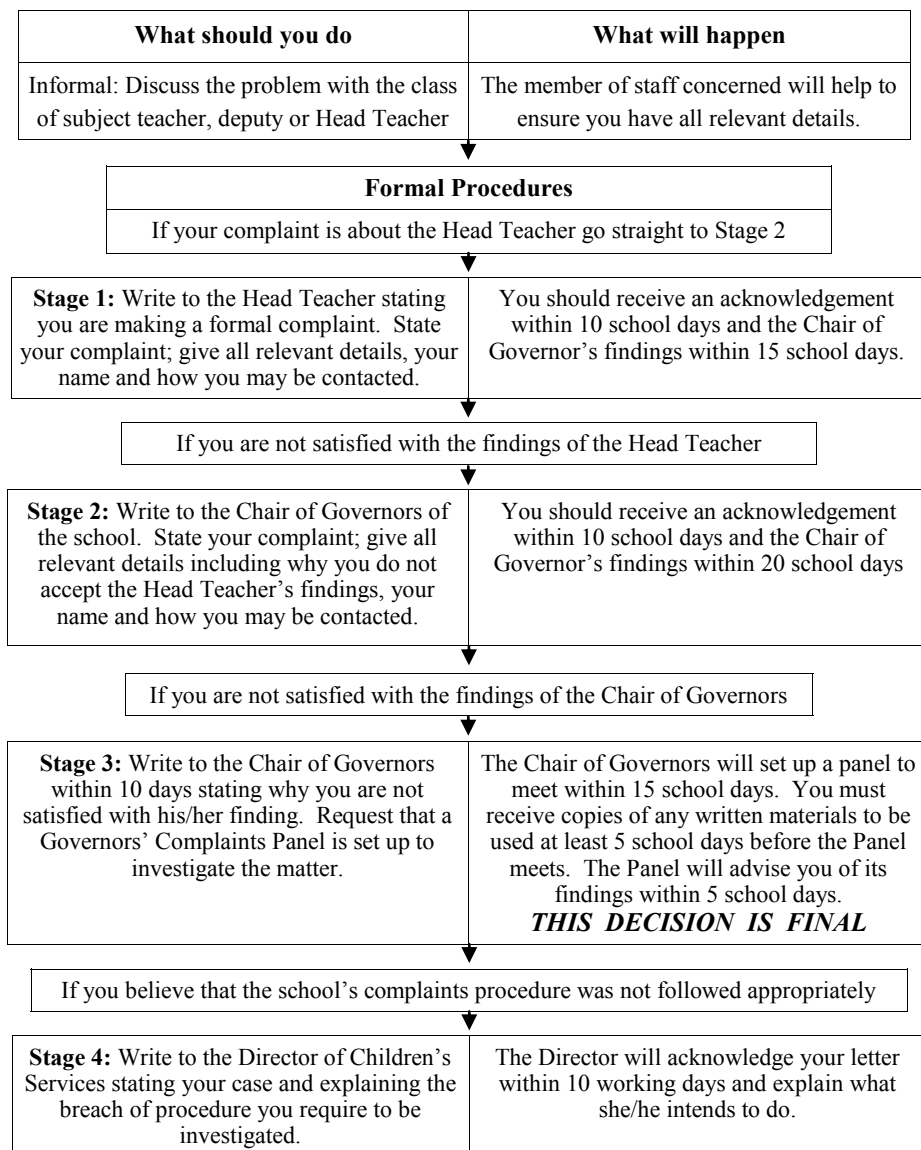 What should you do
What will happen
Informal: Discuss the problem with the class
of subject teacher, deputy or Head Teacher
The member of staff concerned will help to
ensure you have all relevant details.
Formal Procedures
If your complaint is about the Head Teacher go straight to Stage 2
Stage 1: Write to the Head Teacher stating
you are making a formal complaint. State
your complaint; give all relevant details, your
name and how you may be contacted.
You should receive an acknowledgement
within 10 school days and the Chair of
Governor’s findings within 15 school days.
If you are not satisfied with the findings of the Head Teacher
Stage 2: Write to the Chair of Governors of
the school. State your complaint; give all
relevant details including why you do not
accept the Head Teacher’s findings, your
name and how you may be contacted.
You should receive an acknowledgement
within 10 school days and the Chair of
Governor’s findings within 20 school days
If you are not satisfied with the findings of the Chair of Governors
Stage 3: Write to the Chair of Governors
within 10 days stating why you are not
satisfied with his/her finding. Request that a
Governors’ Complaints Panel is set up to
investigate the matter.
The Chair of Governors will set up a panel to
meet within 15 school days. You must
receive copies of any written materials to be
used at least 5 school days before the Panel
meets. The Panel will advise you of its
findings within 5 school days.
THIS DECISION IS FINAL
If you believe that the school’s complaints procedure was not followed appropriately
Stage 4: Write to the Director of Children’s
Services stating your case and explaining the
breach of procedure you require to be
investigated.
The Director will acknowledge your letter
within 10 working days and explain what
she/he intends to do.